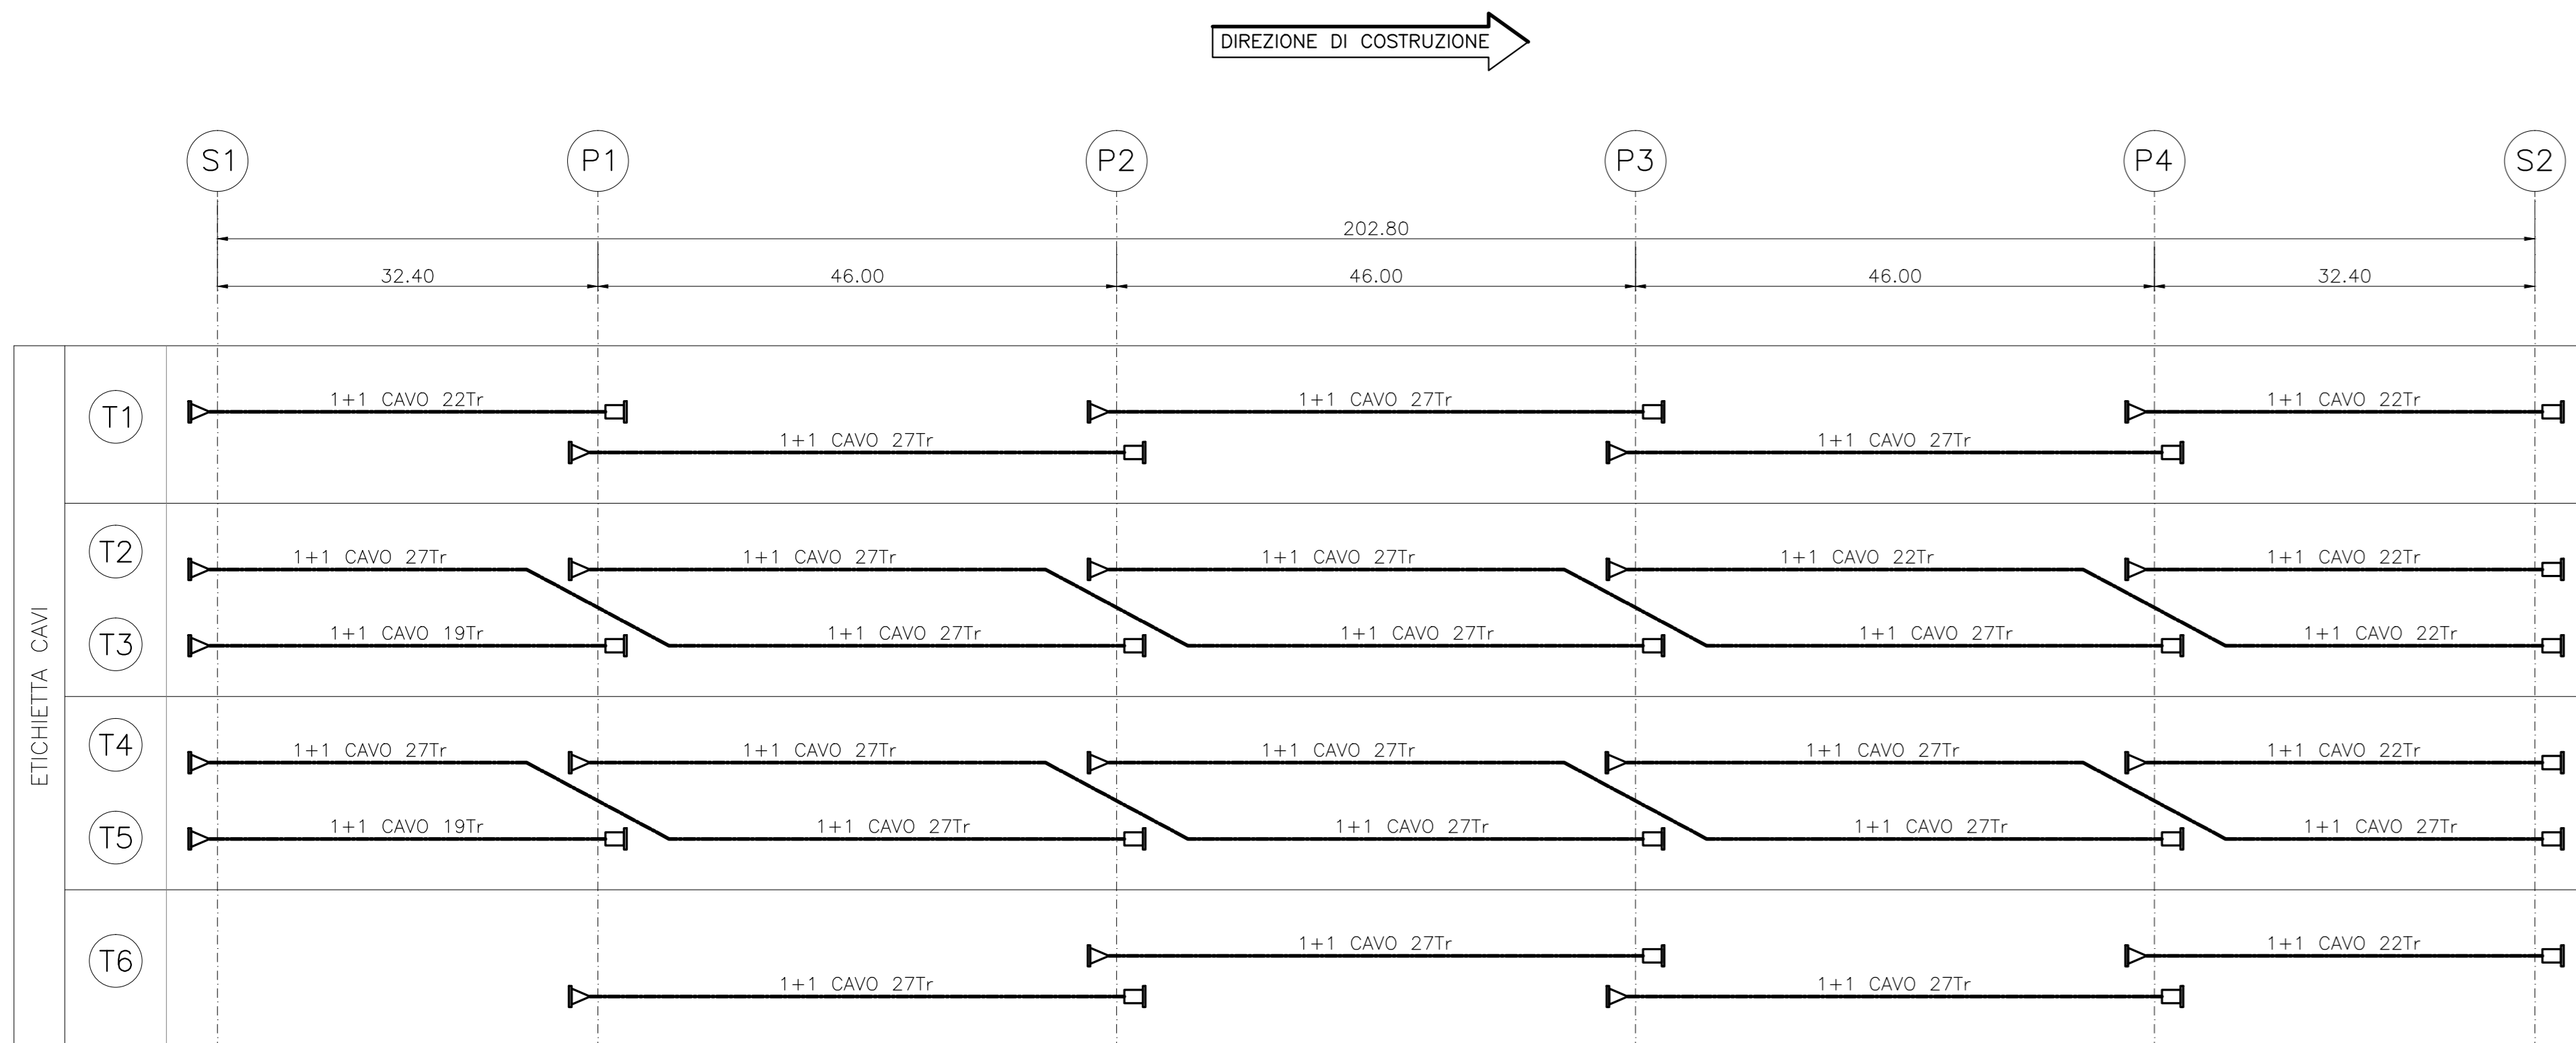 DIREZIONE DI COSTRUZIONE
S1 P1 P2 P3 P4 S2
202.80
32.40 46.00 46.00 46.00 32.40
ETICHIETTA CAVI
T1
1+1 CAVO 22Tr 1+1 CAVO 27Tr 1+1 CAVO 22Tr
1+1 CAVO 27Tr 1+1 CAVO 27Tr
T2
1+1 CAVO 27Tr 1+1 CAVO 27Tr 1+1 CAVO 27Tr 1+1 CAVO 22Tr 1+1 CAVO 22Tr
T3
1+1 CAVO 19Tr 1+1 CAVO 27Tr 1+1 CAVO 27Tr 1+1 CAVO 27Tr 1+1 CAVO 22Tr
T4
1+1 CAVO 27Tr 1+1 CAVO 27Tr 1+1 CAVO 27Tr 1+1 CAVO 27Tr 1+1 CAVO 22Tr
T5
1+1 CAVO 19Tr 1+1 CAVO 27Tr 1+1 CAVO 27Tr 1+1 CAVO 27Tr 1+1 CAVO 27Tr
T6
1+1 CAVO 27Tr 1+1 CAVO 22Tr
1+1 CAVO 27Tr 1+1 CAVO 27Tr